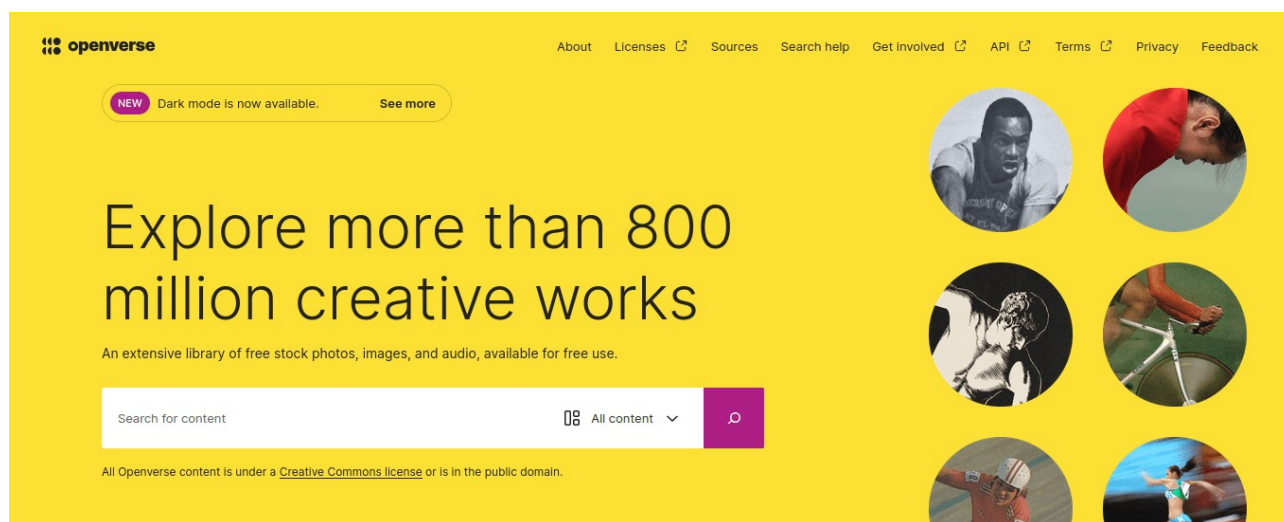 openverse
About Licenses Sources Search help Get involved API Terms Privacy Feedback
NEW Dark mode is now available. See more
Explore more than 800
million creative works
An extensive library of free stock photos, images, and audio, available for free use.
Search for content All content
All Openverse content is under a Creative Commons license or is in the public domain.